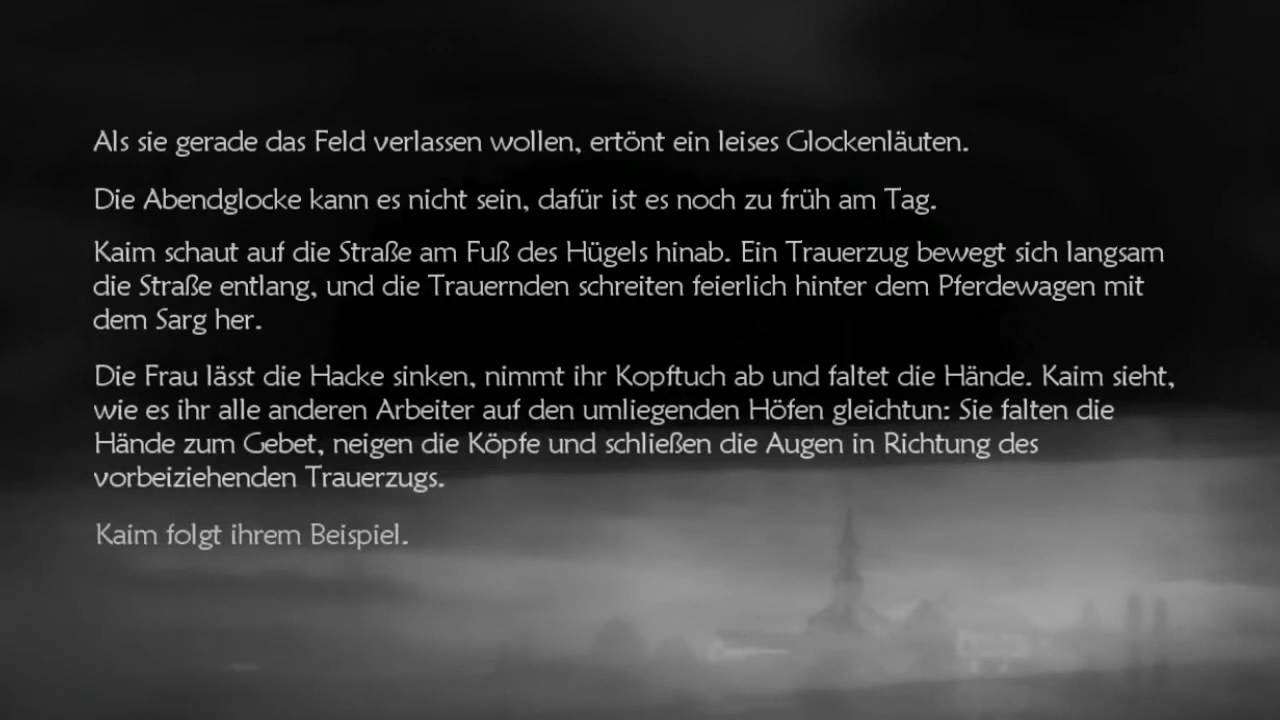 Als sie gerade das Feld verlassen wollen, ertönt ein leises Glockenläuten.
Die Abendglocke kann es nicht sein, dafür ist es noch zu früh am Tag.
Kaim schaut auf die Straße am Fuß des Hügels hinab. Ein Trauerzug bewegt sich langsam
die Straße entlang, und die Trauernden schreiten feierlich hinter dem Pferdewagen mit
dem Sarg her.
Die Frau lässt die Hacke sinken, nimmt ihr Kopftuch ab und faltet die Hände. Kaim sieht,
wie es ihr alle anderen Arbeiter auf den umliegenden Höfen gleichtun: Sie falten die
Hände zum Gebet, neigen die Köpfe und schließen die Augen in Richtung des
vorbeiziehenden Trauerzugs.
Kaim folgt ihrem Beispiel.